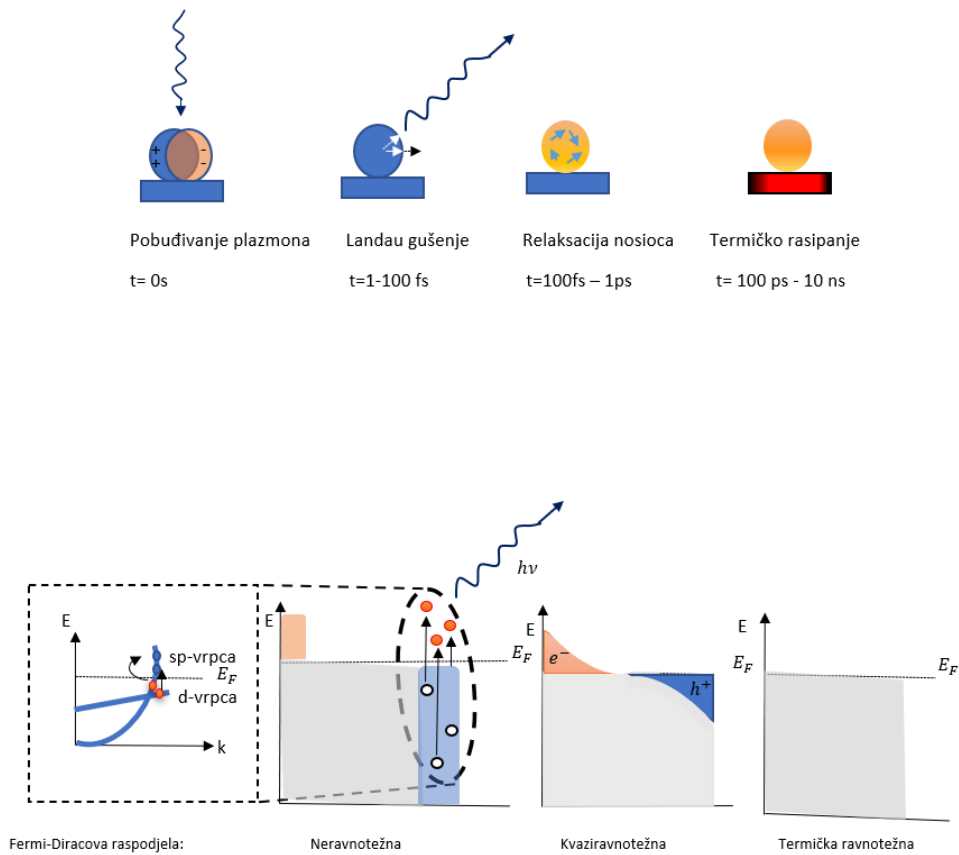 + -
+ -
Pobuđivanje plazmona Landau gušenje Relaksacija nosioca Termičko rasipanje
t= 0s t=1-100 fs t=100fs – 1ps t= 100 ps - 10 ns
hν
E E E E
sp-vrpca
E_F E_F e⁻ E_F E_F
d-vrpca h⁺
k
Fermi-Diracova raspodjela: Neravnotežna Kvaziravnotežna Termička ravnotežna